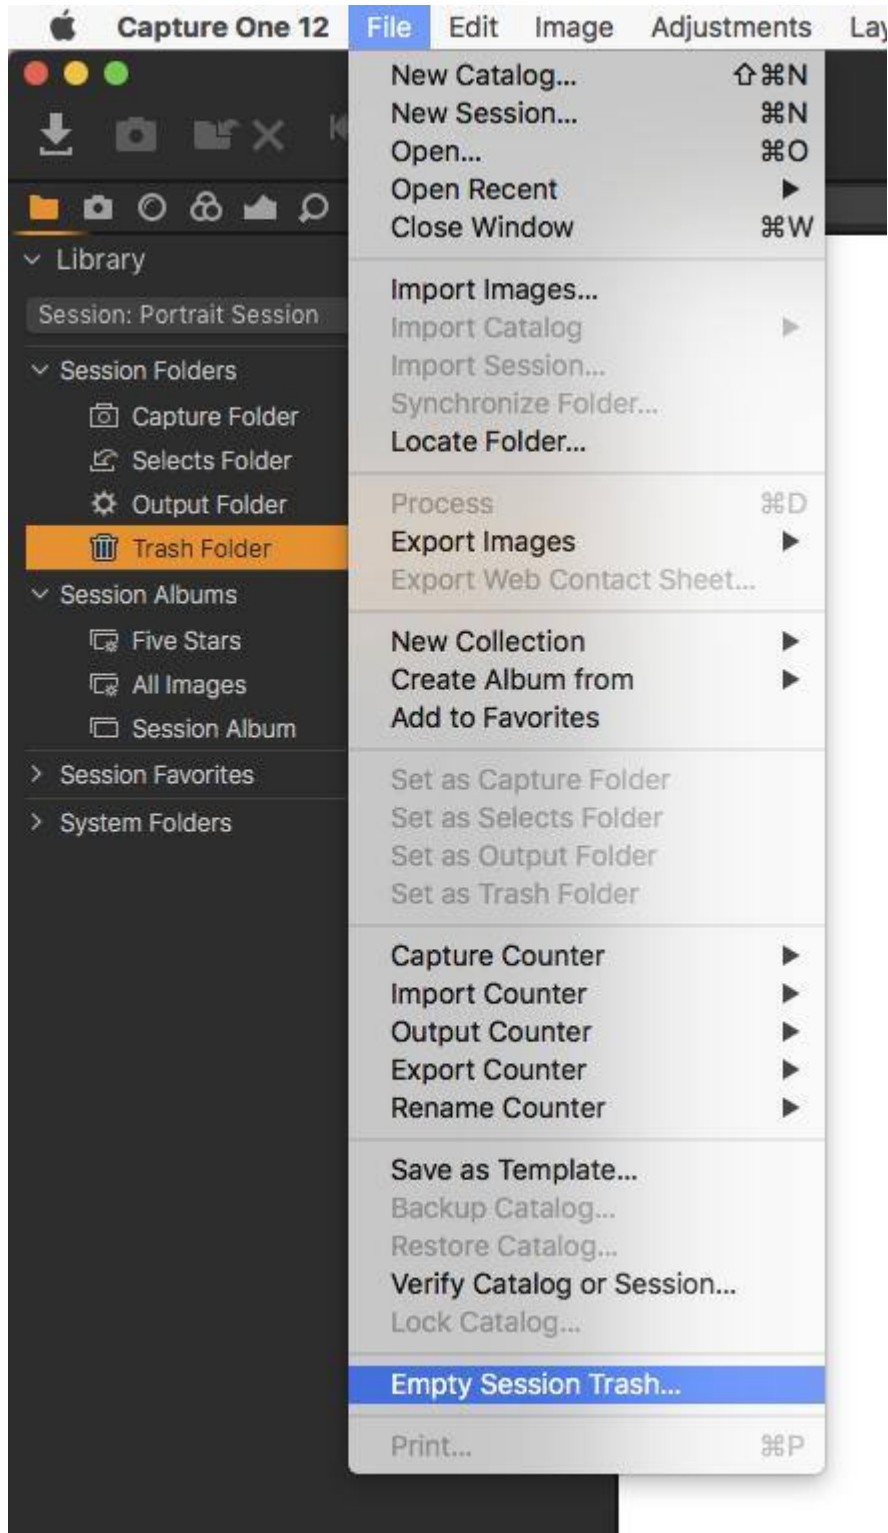 Capture One 12 File Edit Image Adjustments
New Catalog... ⇧⌘N
New Session... ⌘N
Open... ⌘O
Open Recent ▶
Close Window ⌘W
Import Images...
Import Catalog ▶
Import Session...
Synchronize Folder...
Locate Folder...
Process ⌘D
Export Images ▶
Export Web Contact Sheet...
New Collection ▶
Create Album from ▶
Add to Favorites
Set as Capture Folder
Set as Selects Folder
Set as Output Folder
Set as Trash Folder
Capture Counter ▶
Import Counter ▶
Output Counter ▶
Export Counter ▶
Rename Counter ▶
Save as Template...
Backup Catalog...
Restore Catalog...
Verify Catalog or Session...
Lock Catalog...
Empty Session Trash...
Print... ⌘P
Library
Session: Portrait Session
Session Folders
Capture Folder
Selects Folder
Output Folder
Trash Folder
Session Albums
Five Stars
All Images
Session Album
Session Favorites
System Folders